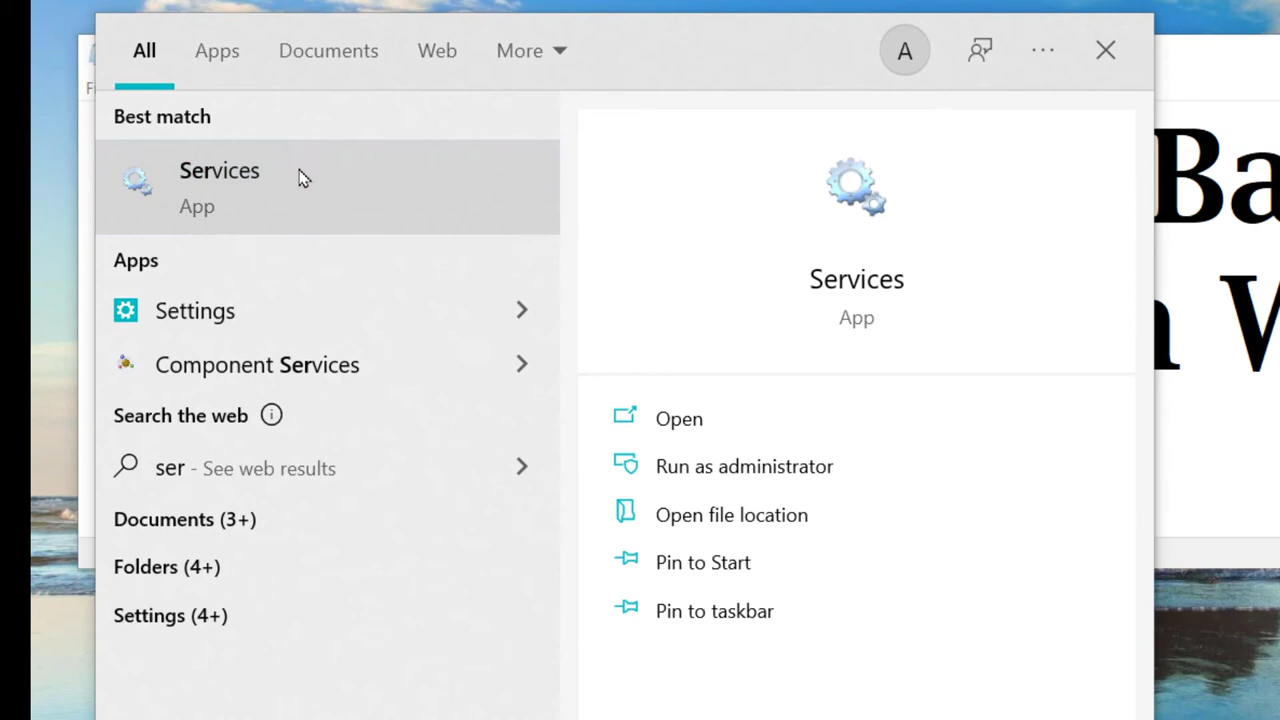 All Apps Documents Web More A
Best match
Services
App
Apps
Settings
Component Services
Search the web
ser - See web results
Documents (3+)
Folders (4+)
Settings (4+)
Services
App
Open
Run as administrator
Open file location
Pin to Start
Pin to taskbar